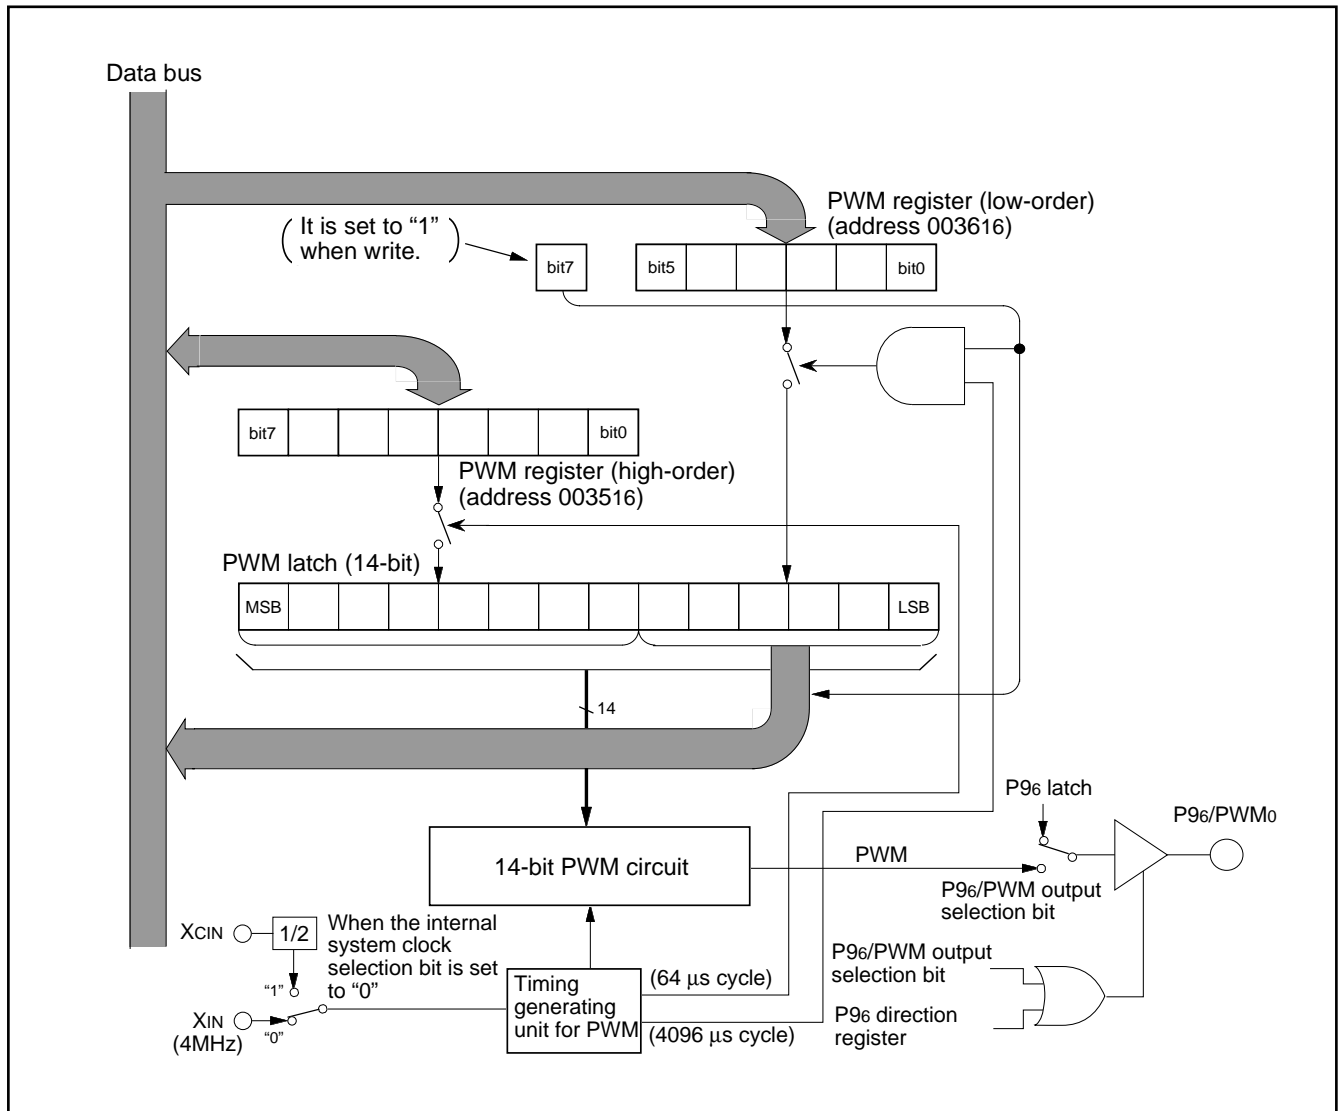 Data bus
PWM register (low-order)
(address 003616)
It is set to “1”
when write.
bit7
bit5
bit0
bit7
bit0
PWM register (high-order)
(address 003516)
PWM latch (14-bit)
MSB
LSB
14
P96 latch
P96/PWM0
14-bit PWM circuit
PWM
P96/PWM output
selection bit
XCIN
1/2
When the internal
system clock
selection bit is set
to “0”
“1”
XIN
(4MHz)
“0”
Timing
generating
unit for PWM
(64 µs cycle)
(4096 µs cycle)
P96/PWM output
selection bit
P96 direction
register